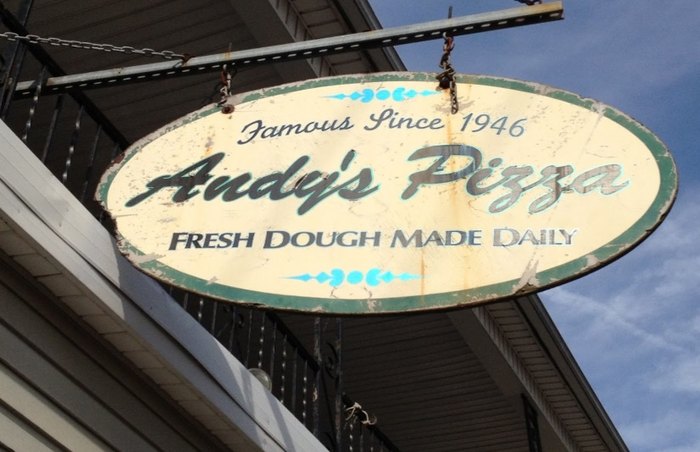 Famous Since 1946
Andy's Pizza
FRESH DOUGH MADE DAILY